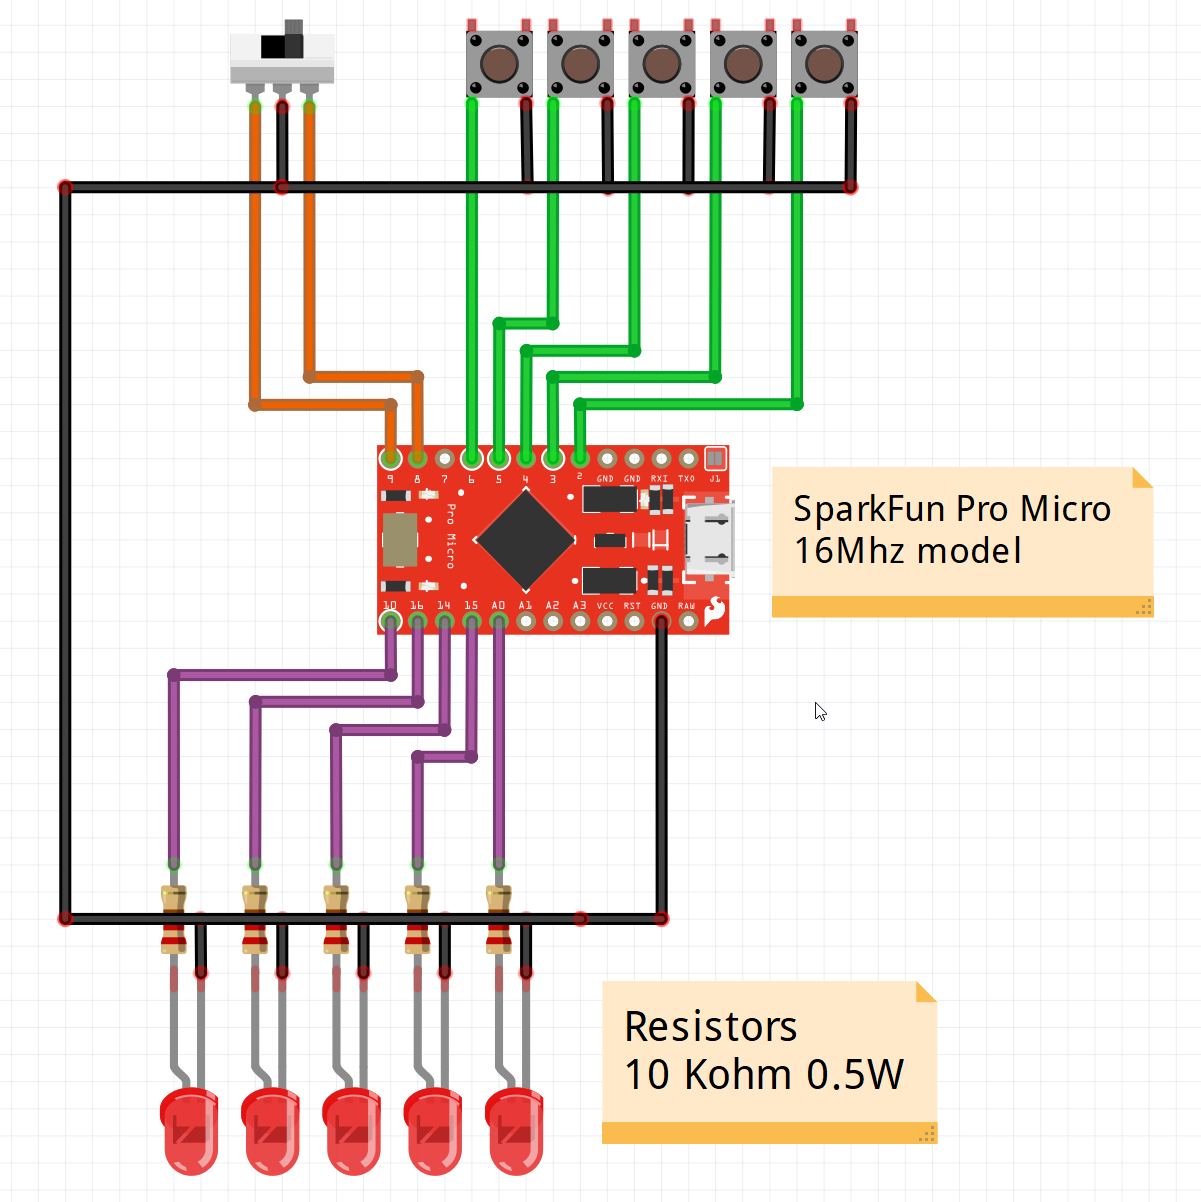 9 8 7 6 5 4 3 2 GND GND RXI TXO J1
Pro Micro
10 16 14 15 A0 A1 A2 A3 VCC RST GND RAW
SparkFun Pro Micro
16Mhz model
Resistors
10 Kohm 0.5W